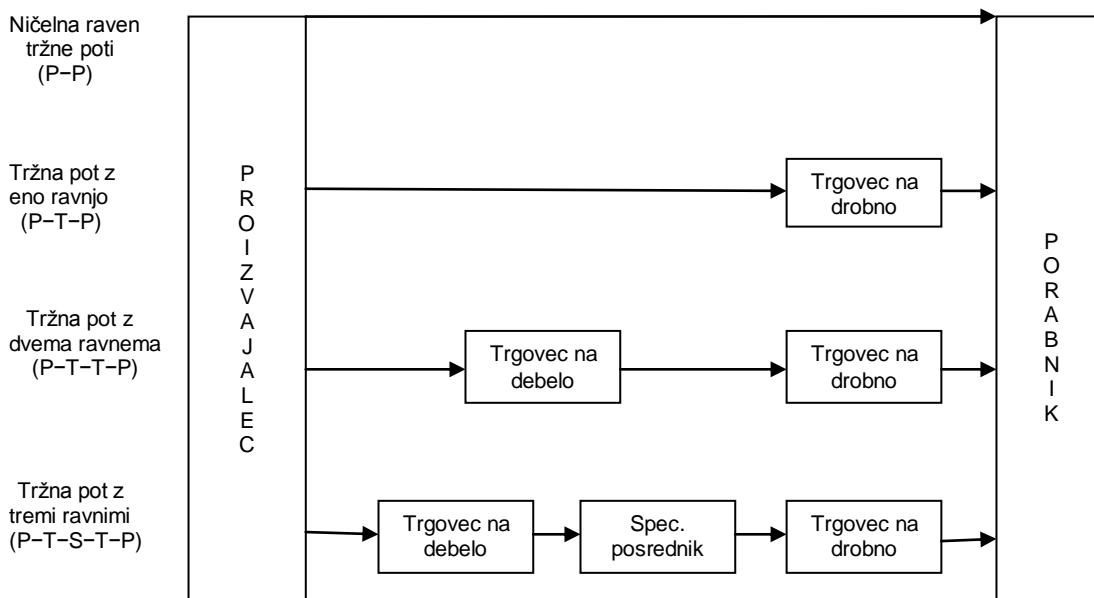 Ničelna raven
tržne poti
(P−P)
Tržna pot z
eno ravnjo
(P−T−P)
Tržna pot z
dvema ravnema
(P−T−T−P)
Tržna pot z
tremi ravnimi
(P-T-S-T-P)
P
R
O
I
Z
V
A
J
A
L
E
C
Trgovec na
drobno
Trgovec na
debelo
Trgovec na
drobno
Trgovec na
debelo
Spec.
posrednik
Trgovec na
drobno
P
O
R
A
B
N
I
K